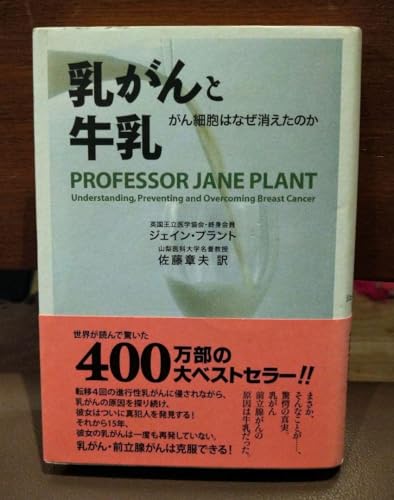 乳がんと
牛乳
がん細胞はなぜ消えたのか
PROFESSOR JANE PLANT
Understanding, Preventing and Overcoming Breast Cancer
英国王立医学協会・終身会員
ジェイン・プラント
山梨医科大学名誉教授
佐藤章夫 訳
世界が読んで驚いた
400万部の
大ベストセラー!!
転移4回の進行性乳がんに侵されながら、
乳がんの原因を探り続け、
彼女はついに真犯人を発見する!
それから15年、
彼女の乳がんは一度も再発していない。
乳がん・前立腺がんは克服できる!
まさか、
そんなことが……、
驚愕の真実。
乳がん
前立腺がんの
原因は牛乳だった。